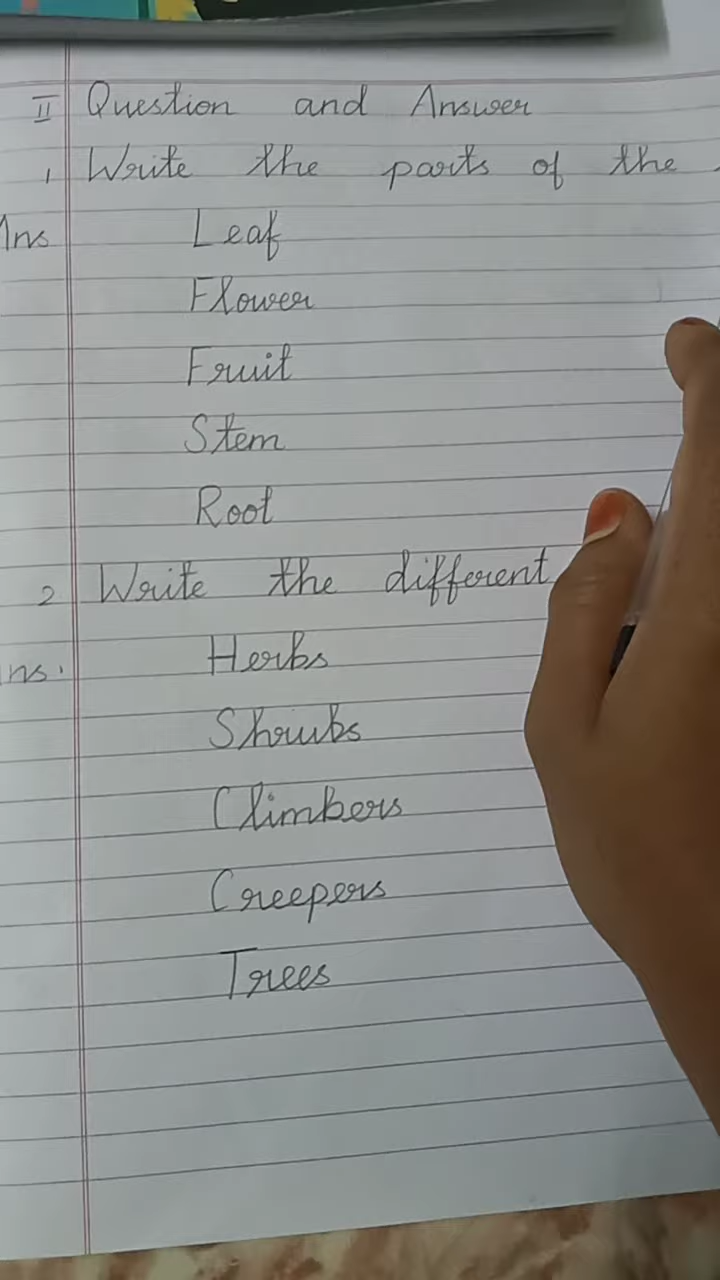 II Question and Answer
1 Write the parts of the
Ans Leaf
Flower
Fruit
Stem
Root
2 Write the different
ns. Herbs
Shrubs
Climbers
Creepers
Trees